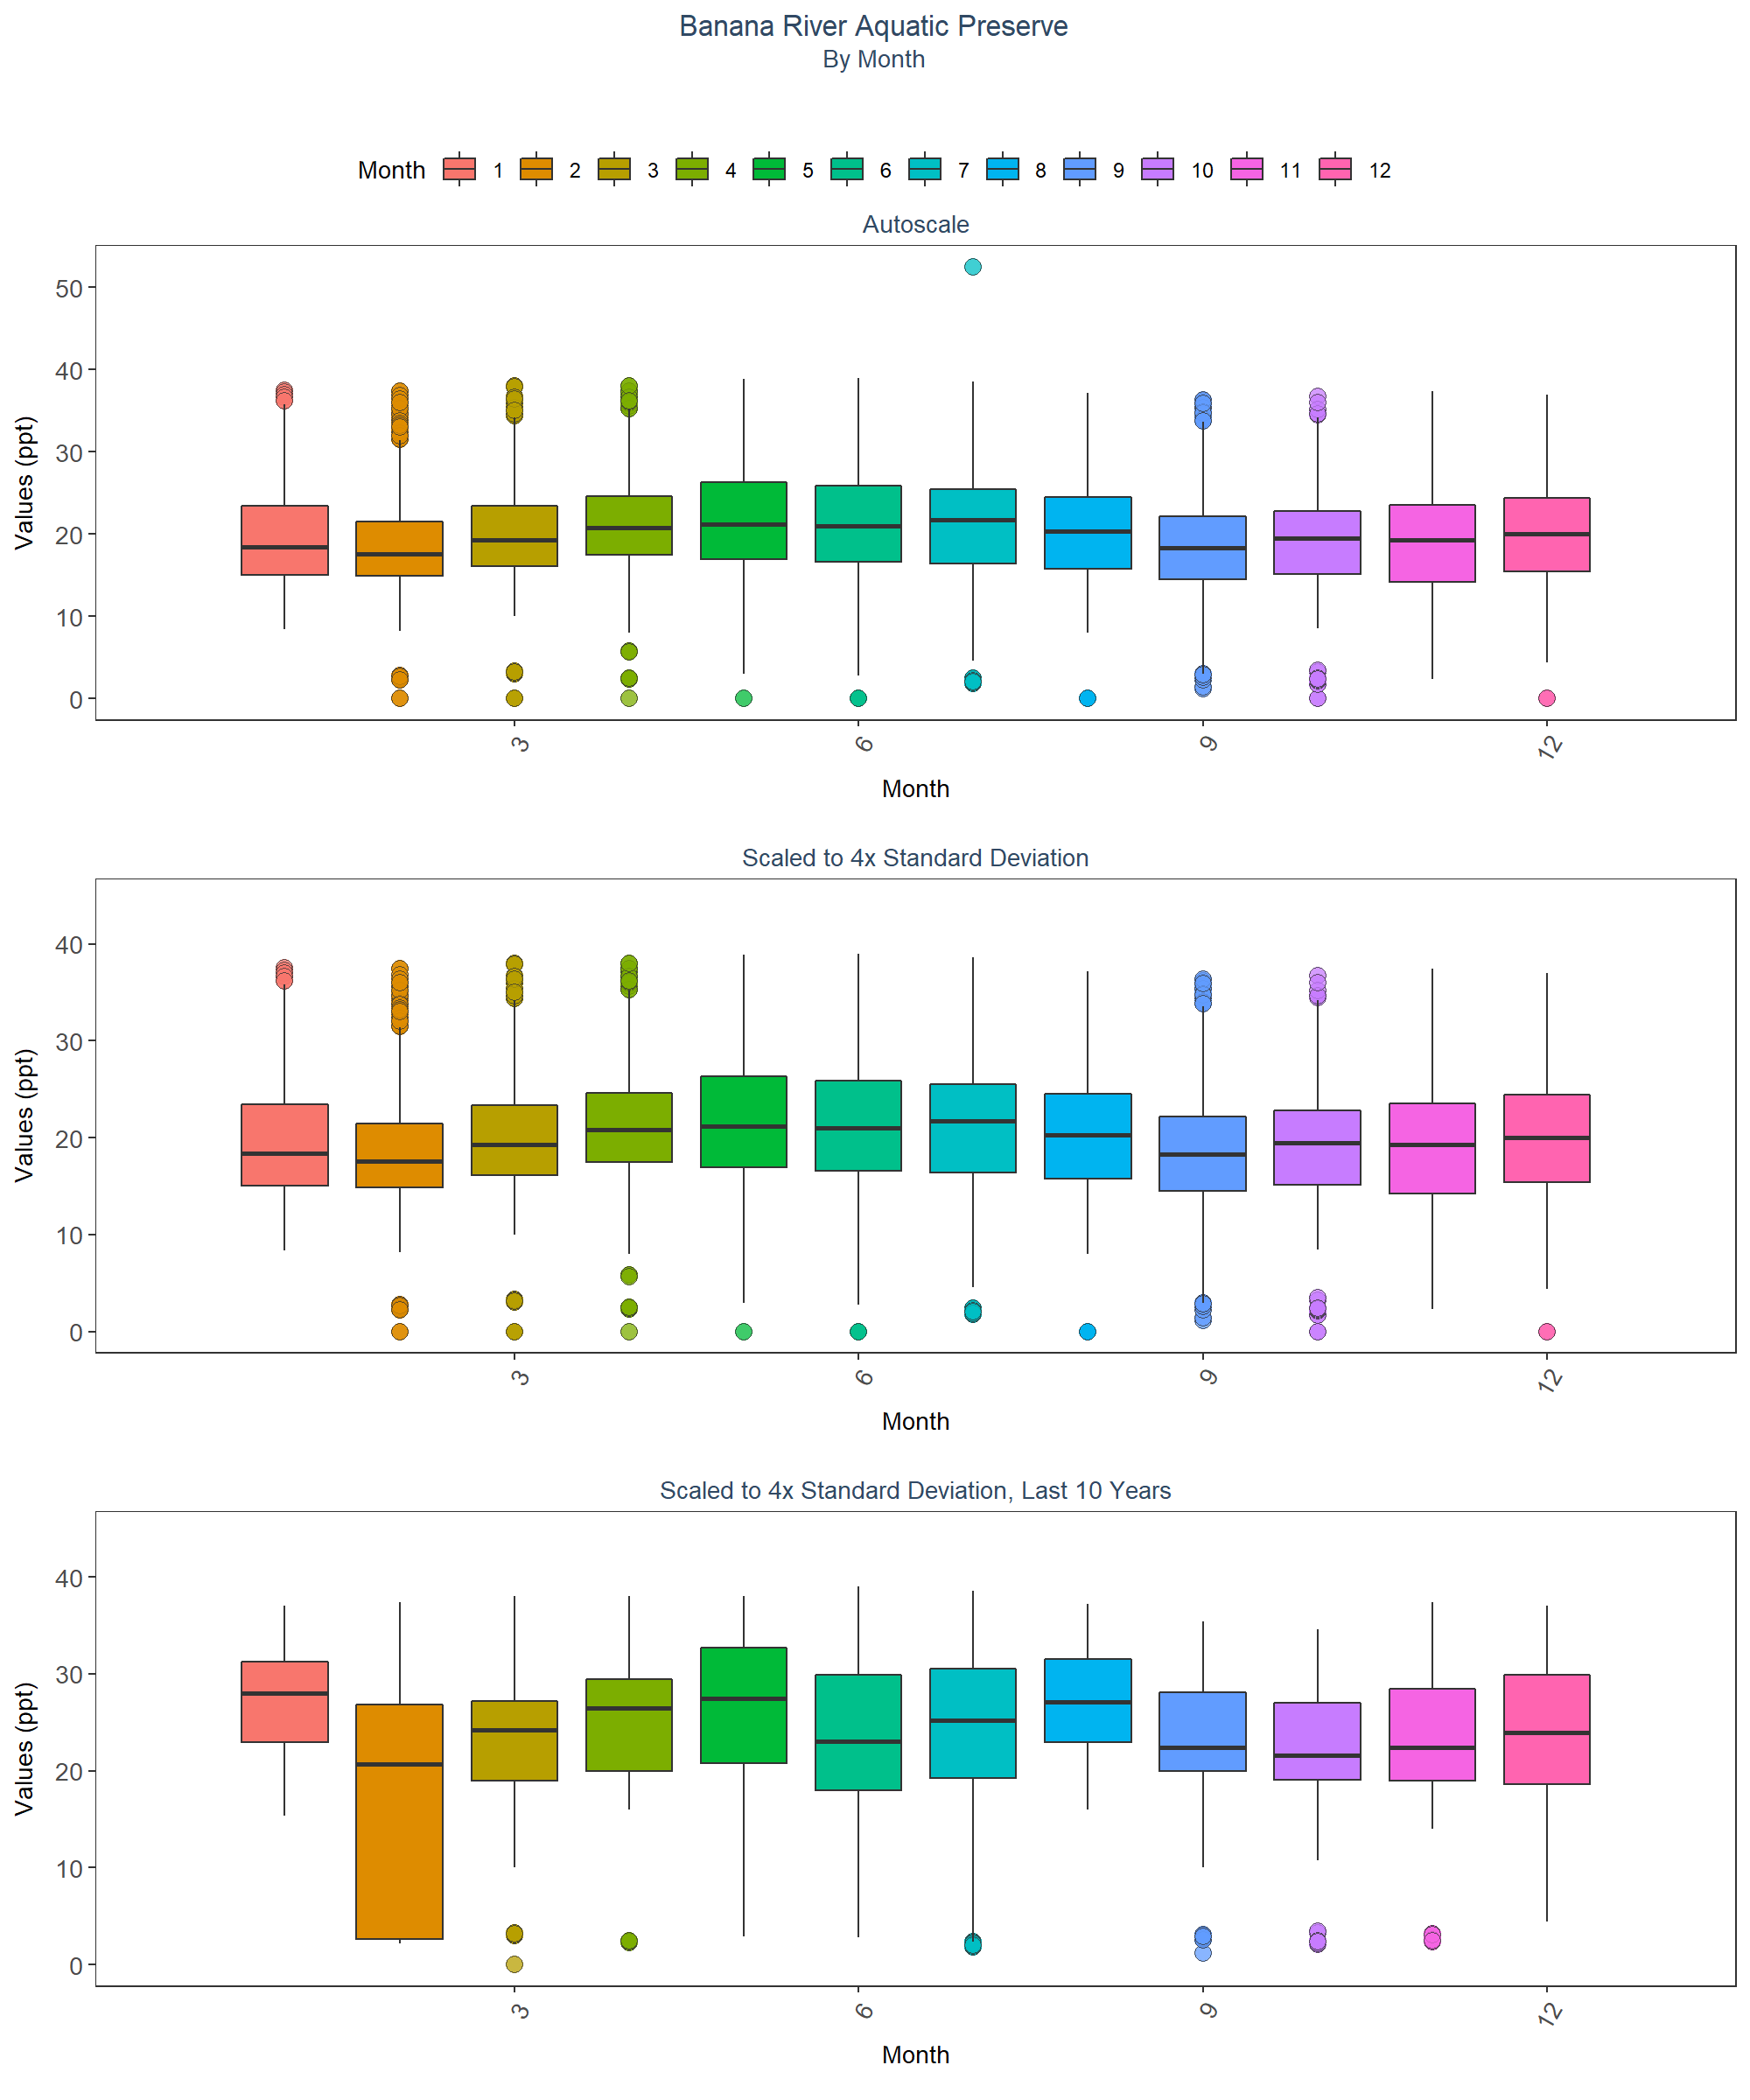 Banana River Aquatic Preserve
By Month
Month 1 2 3 4 5 6 7 8 9 10 11 12
Autoscale
Values (ppt)
50
40
30
20
10
0
3 6 9 12
Month
Scaled to 4x Standard Deviation
Values (ppt)
40
30
20
10
0
3 6 9 12
Month
Scaled to 4x Standard Deviation, Last 10 Years
Values (ppt)
40
30
20
10
0
3 6 9 12
Month